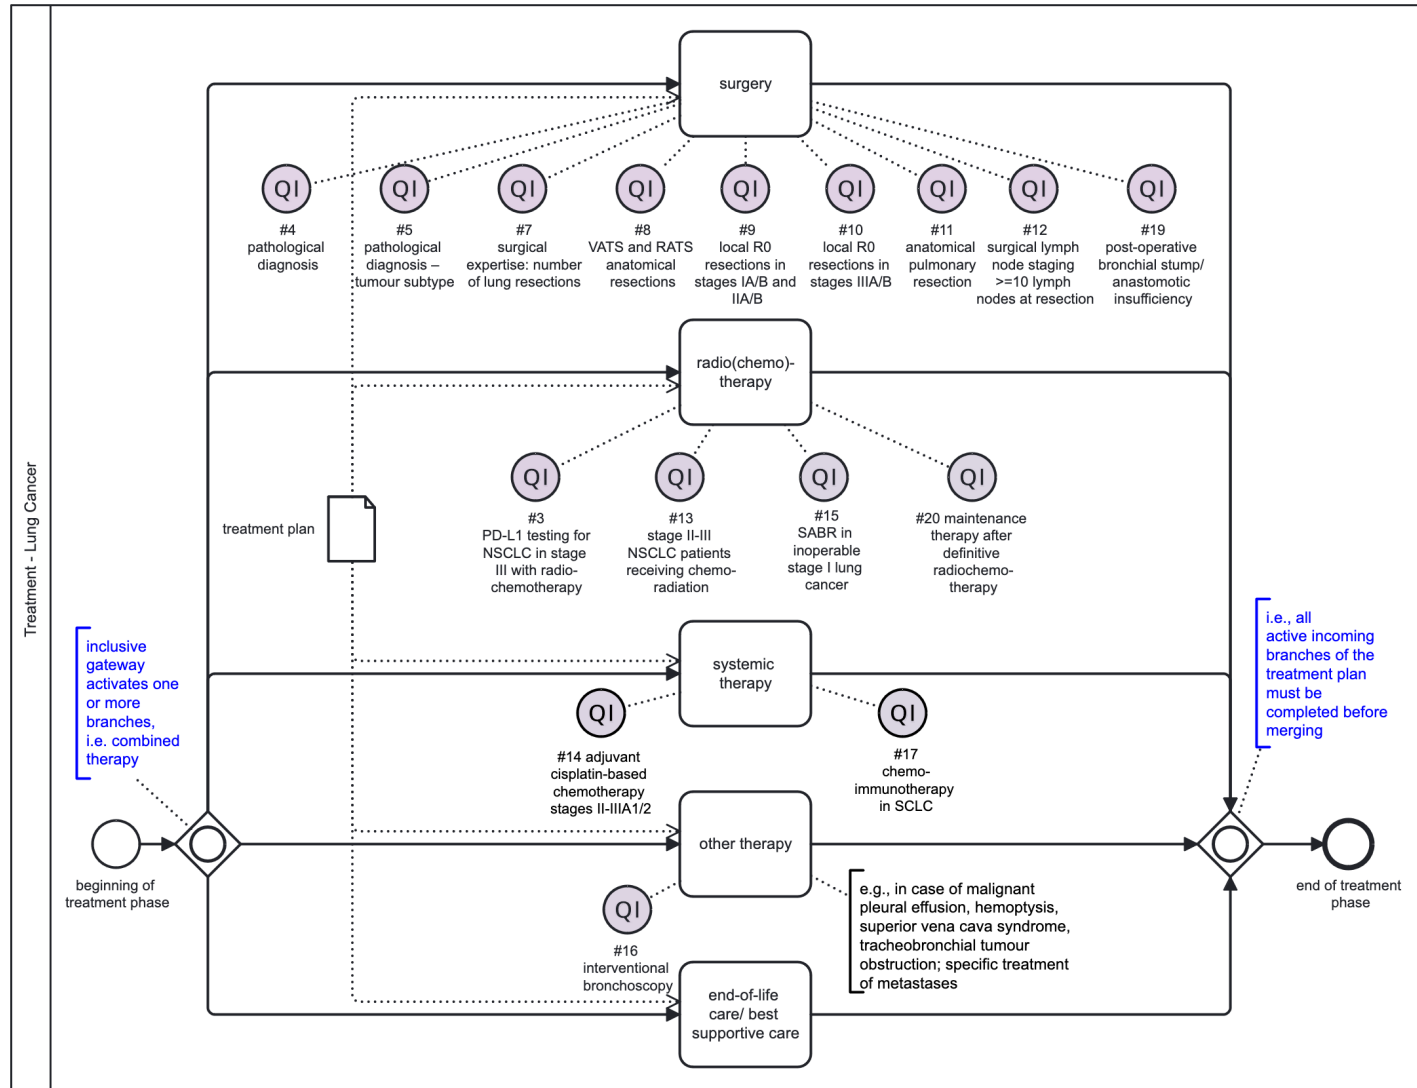 Treatment - Lung Cancer
surgery
QI
QI
QI
QI
QI
QI
QI
QI
QI
#4
pathological
diagnosis
#5
pathological
diagnosis –
tumour subtype
#7
surgical
expertise: number
of lung resections
#8
VATS and RATS
anatomical
resections
#9
local R0
resections in
stages IA/B and
IIA/B
#10
local R0
resections in
stages IIIA/B
#11
anatomical
pulmonary
resection
#12
surgical lymph
node staging
>=10 lymph
nodes at resection
#19
post-operative
bronchial stump/
anastomotic
insufficiency
radio(chemo)-
therapy
QI
QI
QI
QI
#3
PD-L1 testing for
NSCLC in stage
III with radio-
chemotherapy
#13
stage II-III
NSCLC patients
receiving chemo-
radiation
#15
SABR in
inoperable
stage I lung
cancer
#20 maintenance
therapy after
definitive
radiochemo-
therapy
treatment plan
inclusive
gateway
activates one
or more
branches,
i.e. combined
therapy
i.e., all
active incoming
branches of the
treatment plan
must be
completed before
merging
systemic
therapy
QI
QI
#14 adjuvant
cisplatin-based
chemotherapy
stages II-IIIA1/2
#17
chemo-
immunotherapy
in SCLC
beginning of
treatment phase
other therapy
end of treatment
phase
QI
#16
interventional
bronchoscopy
e.g., in case of malignant
pleural effusion, hemoptysis,
superior vena cava syndrome,
tracheobronchial tumour
obstruction; specific treatment
of metastases
end-of-life
care/ best
supportive care